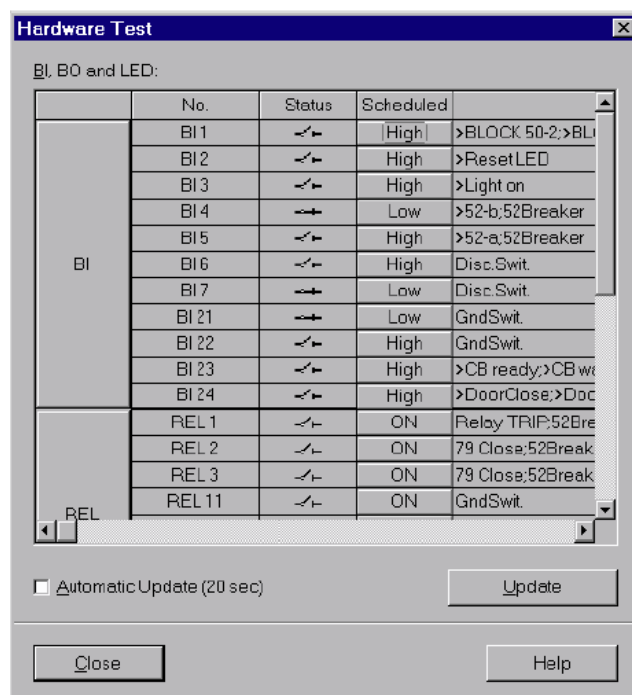 Hardware Test
BI, BO and LED:
No. Status Scheduled
BI BI 1 High >BLOCK 50-2;>BL
BI 2 High >ResetLED
BI 3 High >Light on
BI 4 Low >52-b;52Breaker
BI 5 High >52-a;52Breaker
BI 6 High Disc.Swit.
BI 7 Low Disc.Swit.
BI 21 Low GndSwit.
BI 22 High GndSwit.
BI 23 High >CB ready;>CB wa
BI 24 High >DoorClose;>Doo
REL REL 1 ON Relay TRIP;52Bre
REL 2 ON 79 Close;52Break
REL 3 ON 79 Close;52Break
REL 11 ON GndSwit.
Automatic Update (20 sec) Update
Close Help